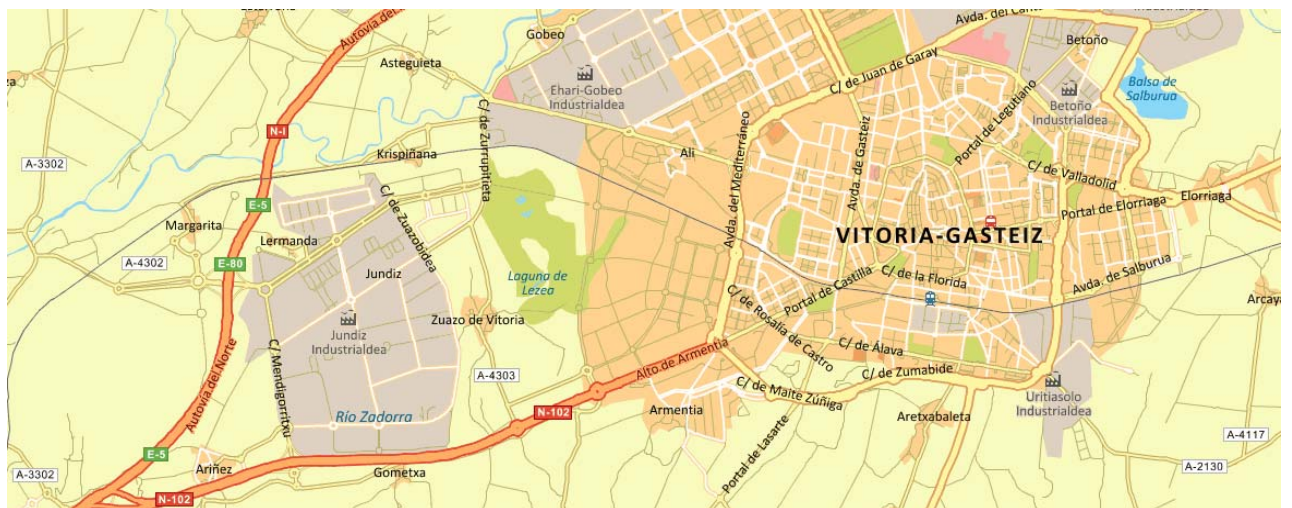 Autovía del
Gobeo
Avda. del
Asteguieta
Betoño
C/ de Juan de Garay
Ehari-Gobeo
Industrialdea
Balsa de
Salburua
Betoño
Industrialdea
N-I
C/ de Zurrupitieta
Avda. del Mediterráneo
Avda. de Gasteiz
Portal de Legutiano
A-3302
Krispiñana
Ali
C/ de Valladolid
Elorriaga
E-5
C/ de Zuazobidea
Portal de Elorriaga
Margarita
Lermanda
VITORIA-GASTEIZ
A-4302
E-80
Jundiz
Laguna de
Lezea
C/ de la Florida
Avda. de Salburua
Portal de Castilla
C/ de Rosalía de Castro
Arcaya
Zuazo de Vitoria
Jundiz
Industrialdea
Autovía del Norte
C/ Mendigorritxu
C/ de Álava
Alto de Armentia
A-4303
C/ de Zumabide
C/ de Maite Zúñiga
Uritiasolo
Industrialdea
Río Zadorra
N-102
Armentia
Aretxabaleta
A-4117
E-5
Portal de Lasarte
Ariñez
Gometxa
A-3302
A-2130
N-102